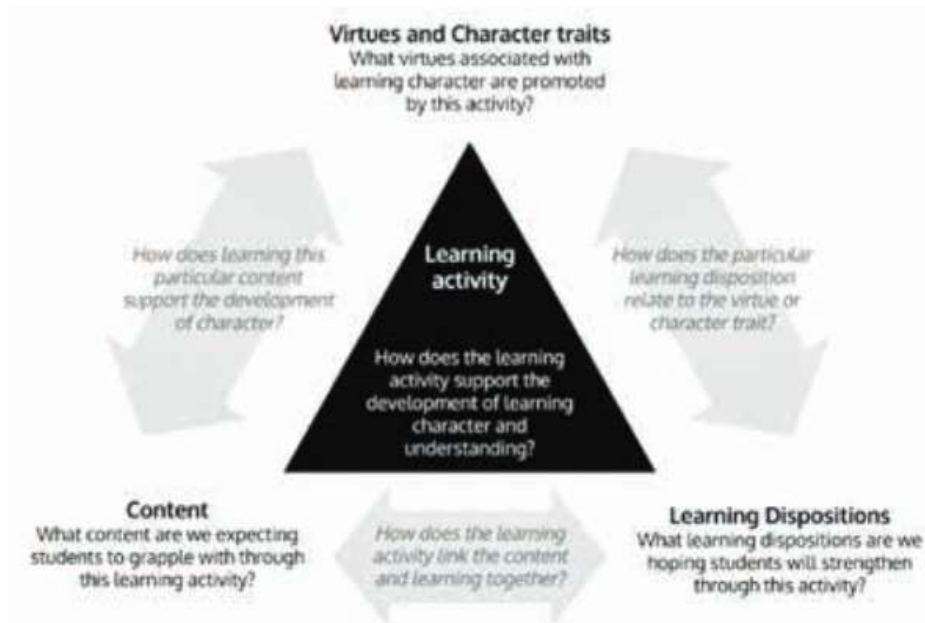 Virtues and Character traits
What virtues associated with
learning character are promoted
by this activity?
How does learning this
particular content
support the development
of character?
Learning
activity
How does the learning
activity support the
development of learning
character and
understanding?
How does the particular
learning disposition
relate to the virtue or
character trait?
Content
What content are we expecting
students to grapple with through
this learning activity?
How does the learning
activity link the content
and learning together?
Learning Dispositions
What learning dispositions are we
hoping students will strengthen
through this activity?